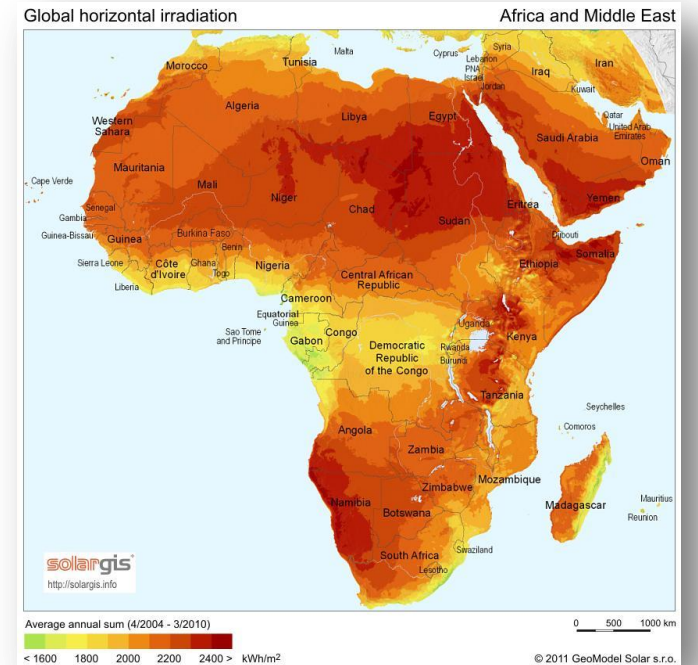 Global horizontal irradiation
Africa and Middle East
Malta
Cyprus
Syria
Lebanon
PNA
Israel
Jordan
Iraq
Iran
Kuwait
Morocco
Tunisia
Algeria
Libya
Egypt
Qatar
United Arab
Emirates
Saudi Arabia
Oman
Western
Sahara
Mauritania
Mali
Niger
Chad
Sudan
Eritrea
Yemen
Cape Verde
Senegal
Gambia
Guinea-Bissau
Guinea
Burkina Faso
Benin
Djibouti
Somalia
Sierra Leone
Côte
d'Ivoire
Ghana
Togo
Nigeria
Ethiopia
Liberia
Central African
Republic
Cameroon
Equatorial
Guinea
Sao Tome
and Principe
Gabon
Congo
Democratic
Republic
of the Congo
Uganda
Rwanda
Burundi
Kenya
Tanzania
Seychelles
Comoros
Angola
Zambia
Mozambique
Zimbabwe
Madagascar
Mauritius
Reunion
Namibia
Botswana
South Africa
Swaziland
Lesotho
solargis
http://solargis.info
Average annual sum (4/2004 - 3/2010)
< 1600 1800 2000 2200 2400 > kWh/m²
0 500 1000 km
© 2011 GeoModel Solar s.r.o.